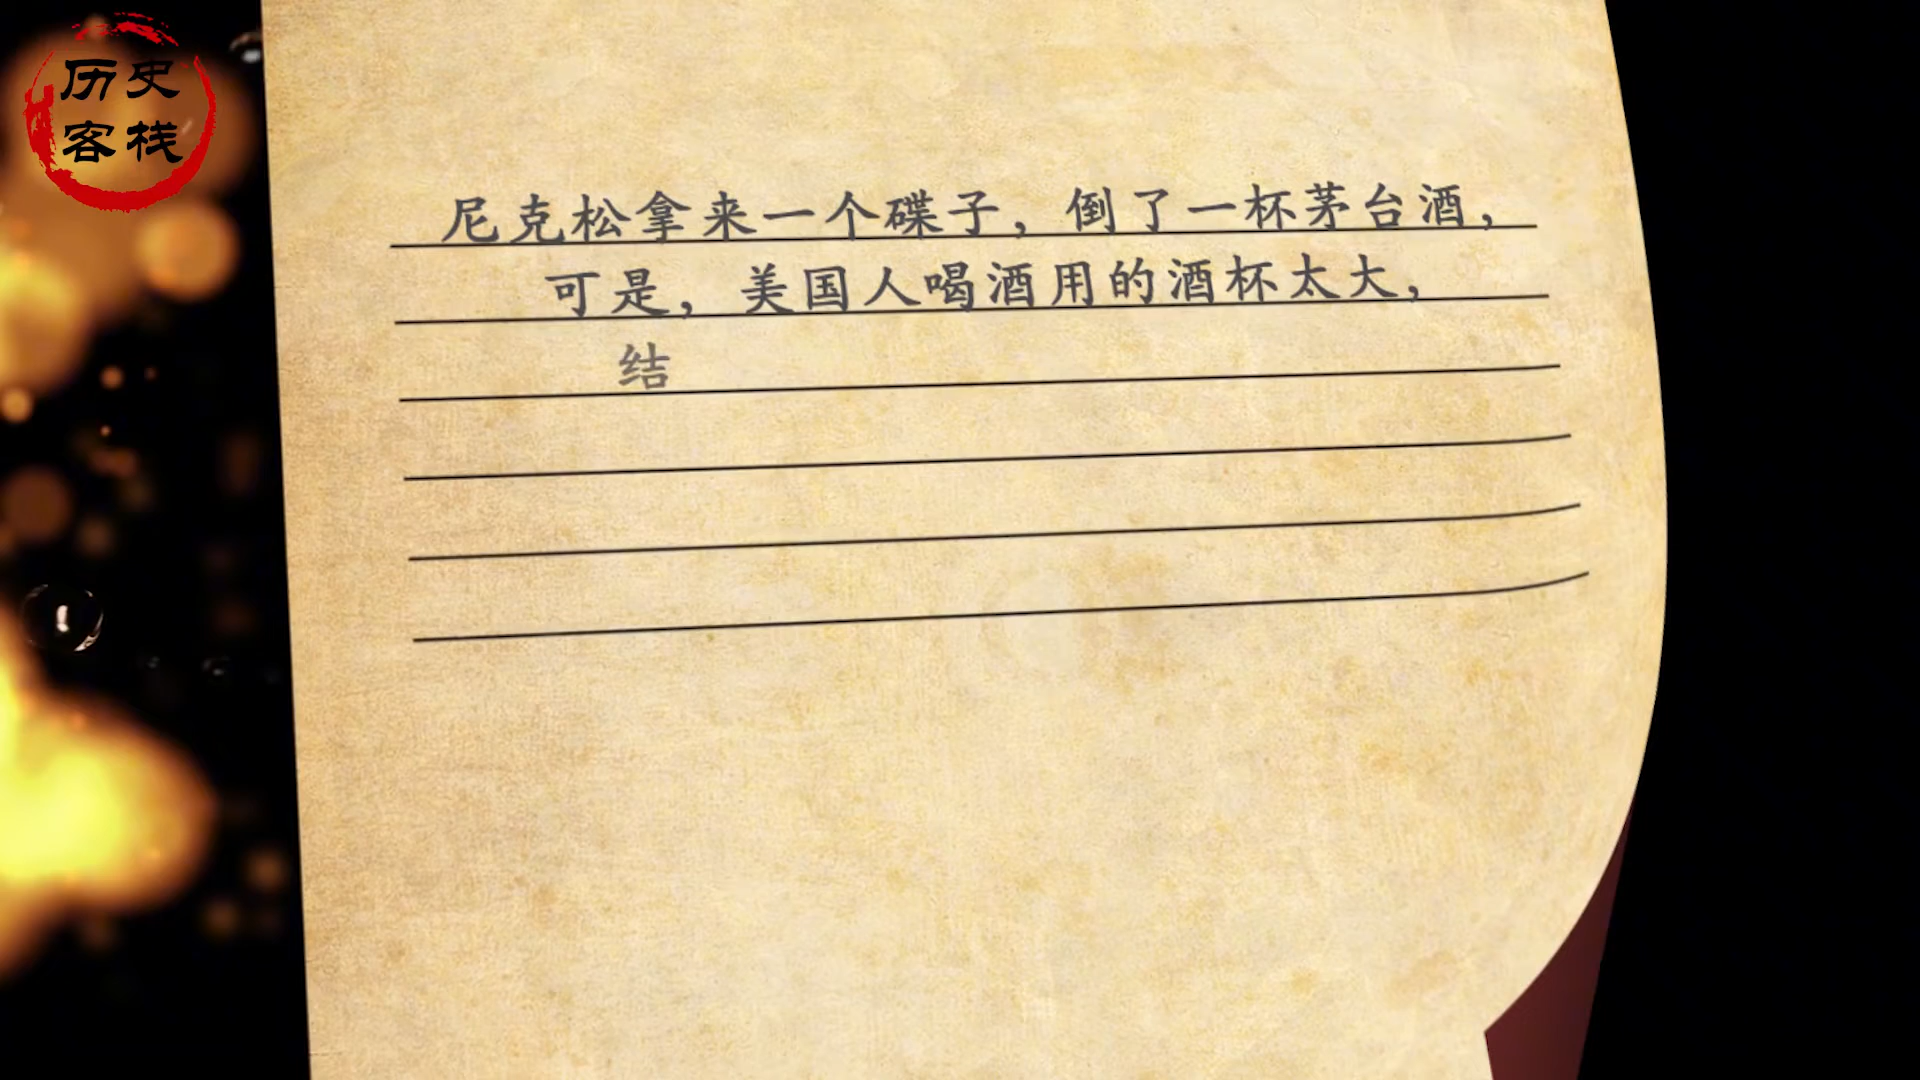 历史
客栈
尼克松拿来一个碟子，倒了一杯茅台酒，
可是，美国人喝酒用的酒杯太大，
结